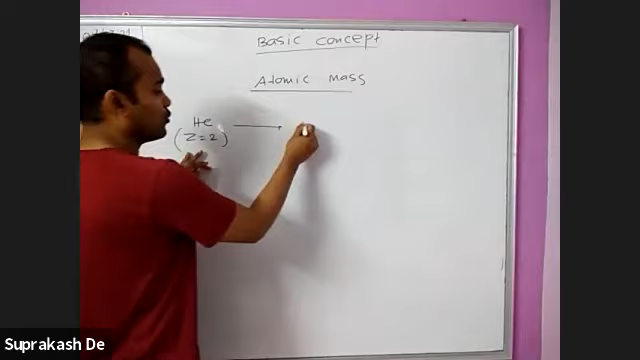 Basic concept
Atomic mass
He
(Z=2)
Suprakash De